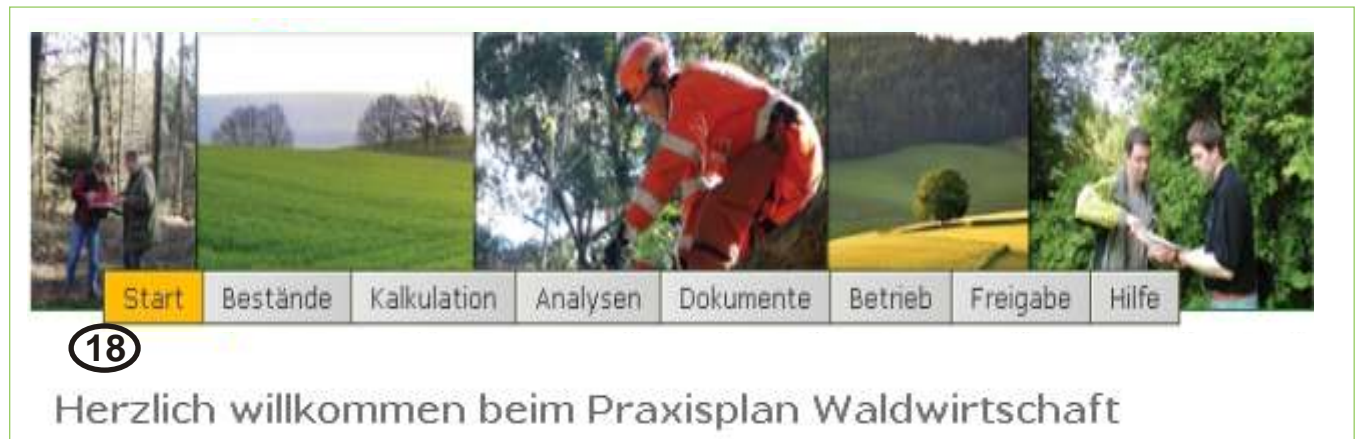 Start Bestände Kalkulation Analysen Dokumente Betrieb Freigabe Hilfe
18
Herzlich willkommen beim Praxisplan Waldwirtschaft